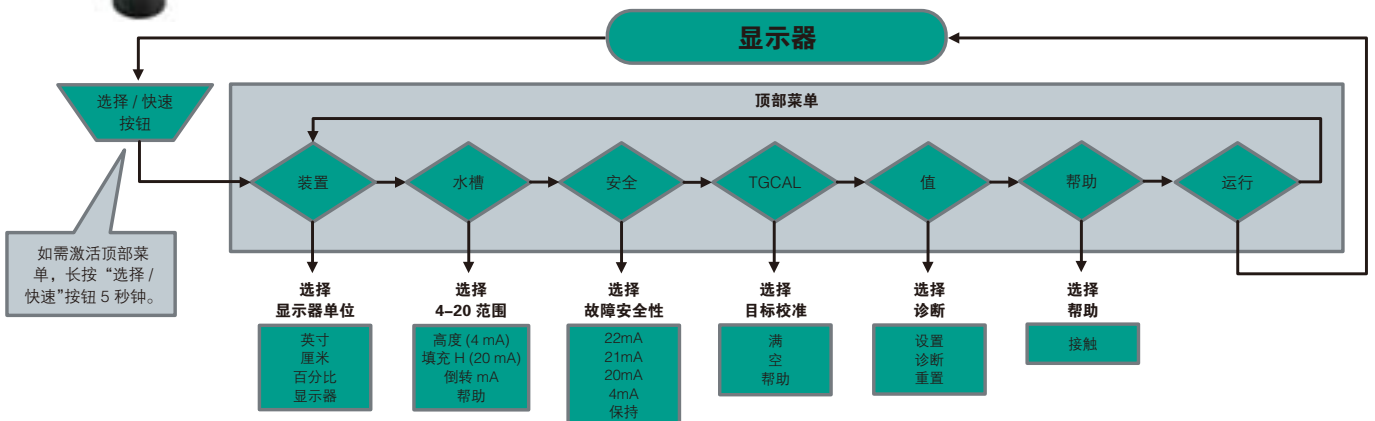 显示器
选择 / 快速
按钮
顶部菜单
装置
水槽
安全
TGCAL
值
帮助
运行
如需激活顶部菜
单，长按“选择 /
快速”按钮 5 秒钟。
选择
显示器单位
英寸
厘米
百分比
显示器
选择
4–20 范围
高度 (4 mA)
填充 H (20 mA)
倒转 mA
帮助
选择
故障安全性
22mA
21mA
20mA
4mA
保持
选择
目标校准
满
空
帮助
选择
诊断
设置
诊断
重置
选择
帮助
接触